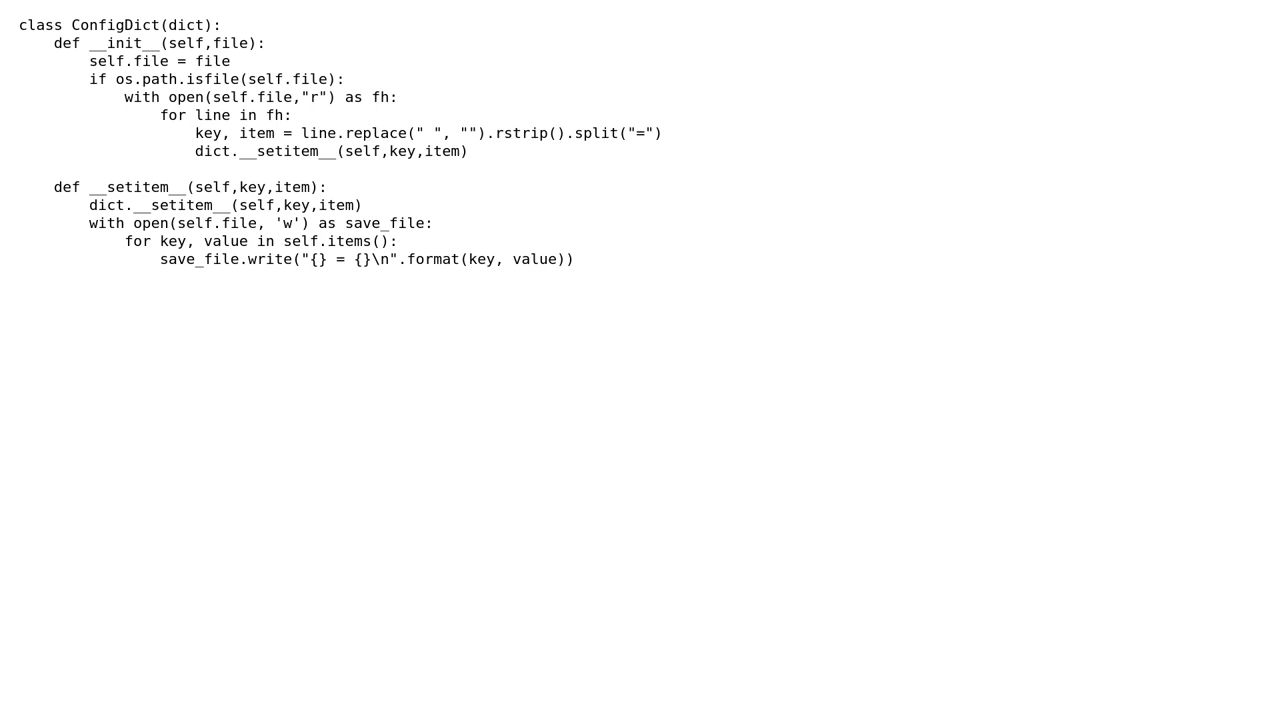 class ConfigDict(dict):
    def __init__(self,file):
        self.file = file
        if os.path.isfile(self.file):
            with open(self.file,"r") as fh:
                for line in fh:
                    key, item = line.replace(" ", "").rstrip().split("=")
                    dict.__setitem__(self,key,item)

    def __setitem__(self,key,item):
        dict.__setitem__(self,key,item)
        with open(self.file, 'w') as save_file:
            for key, value in self.items():
                save_file.write("{} = {}\n".format(key, value))